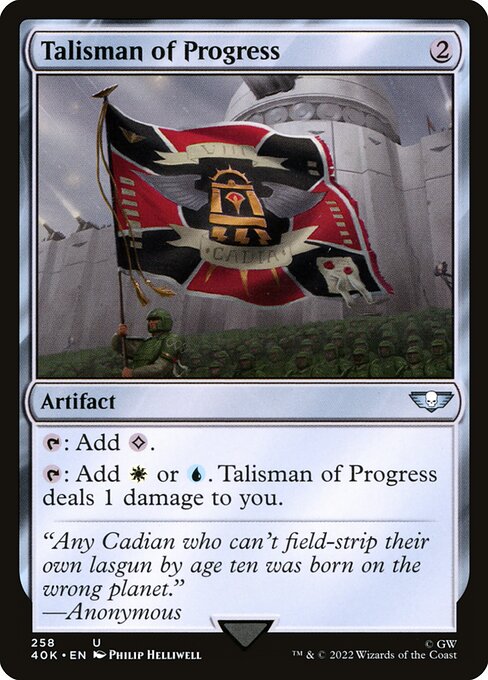 Talisman of Progress 2
VIII
CADIA
Artifact
: Add .
: Add or . Talisman of Progress
deals 1 damage to you.
“Any Cadian who can’t field-strip their
own lasgun by age ten was born on the
wrong planet.”
—Anonymous
258 U
40K • EN Philip Helliwell
© GW
™ & © 2022 Wizards of the Coast